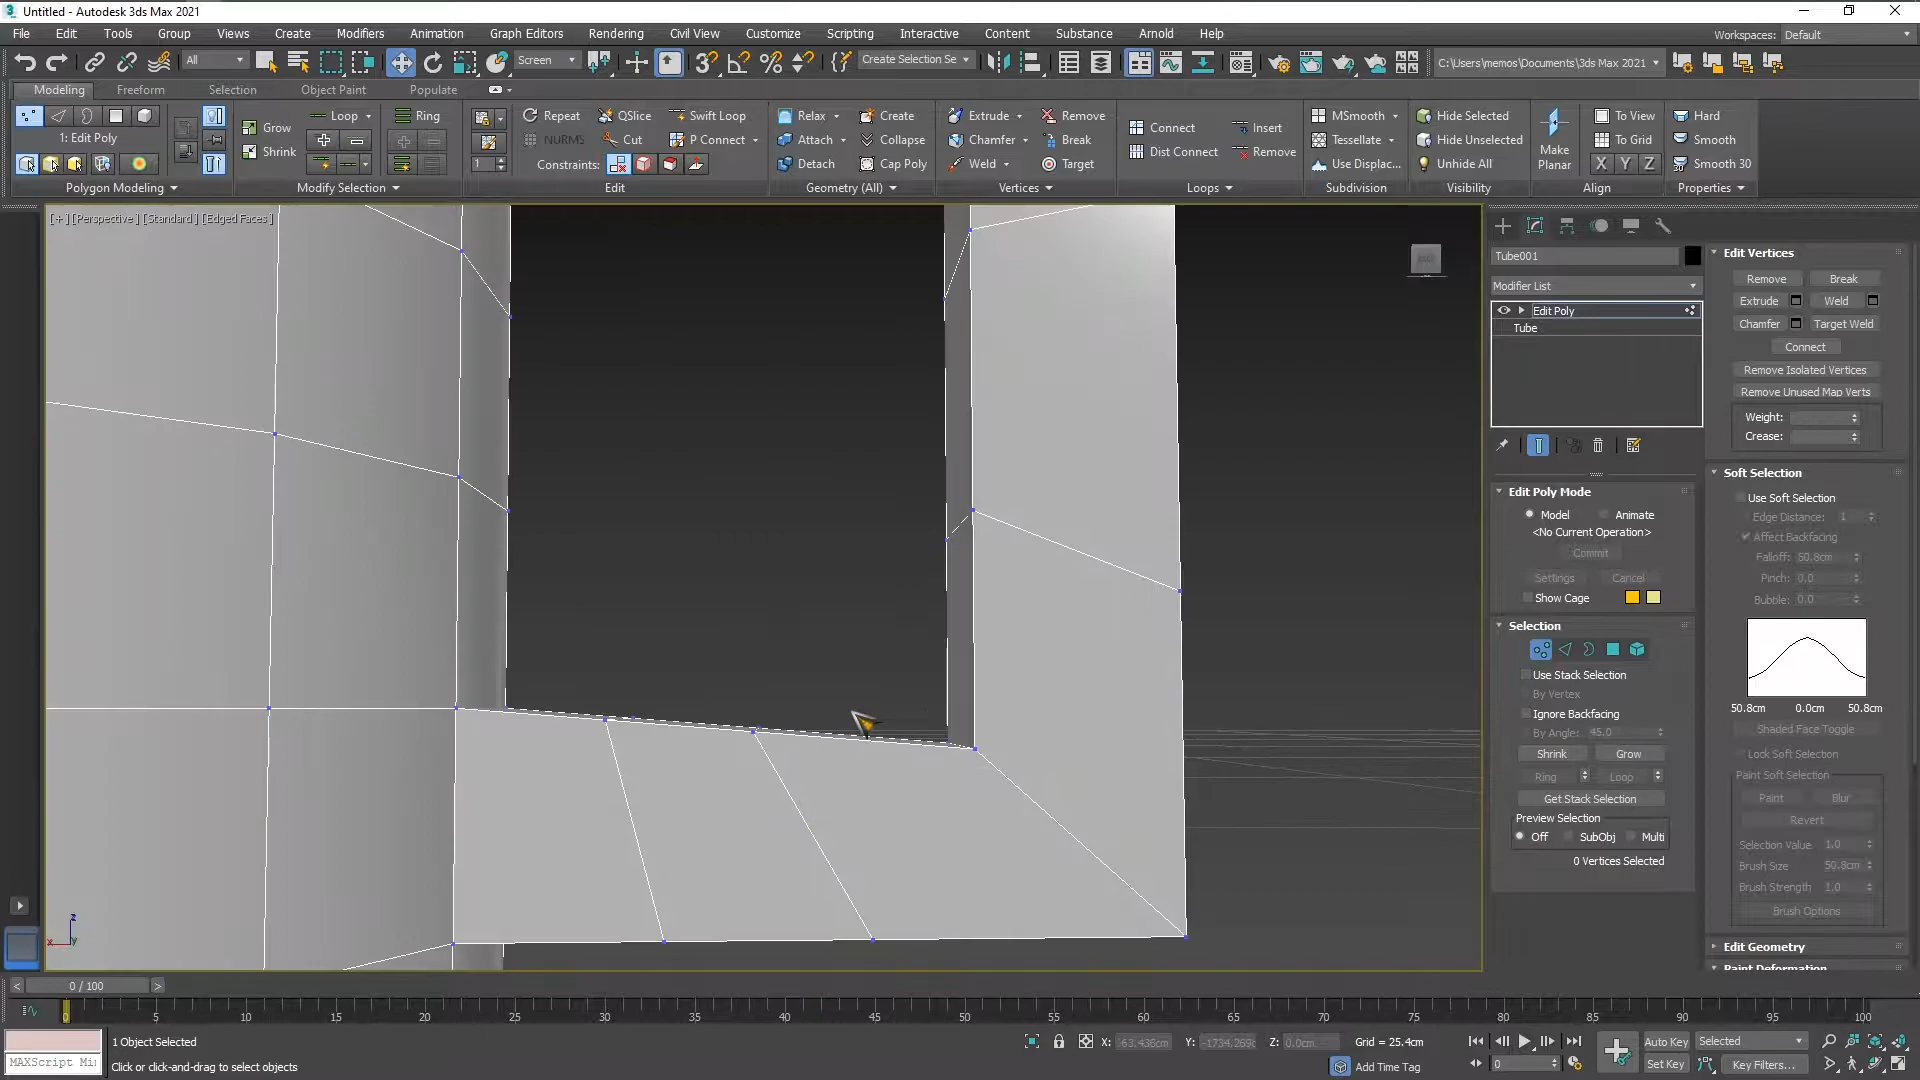 Untitled - Autodesk 3ds Max 2021
File Edit Tools Group Views Create Modifiers Animation Graph Editors Rendering Civil View Customize Scripting Interactive Content Substance Arnold Help
Workspaces: Default
All
Screen
Create Selection Se
C:\Users\memos\Documents\3ds Max 2021
Modeling Freeform Selection Object Paint Populate
1: Edit Poly
Polygon Modeling
Grow
Shrink
Loop
Ring
Modify Selection
1
Repeat QSlice Swift Loop
NURMS Cut P Connect
Constraints:
Edit
Relax Create
Attach Collapse
Detach Cap Poly
Geometry (All)
Extrude Remove
Chamfer Break
Weld Target
Vertices
Connect Insert
Dist Connect Remove
Loops
MSmooth
Tessellate
Use Displac...
Subdivision
Hide Selected
Hide Unselected
Unhide All
Visibility
Make
Planar
To View
To Grid
X Y Z
Align
Hard
Smooth
Smooth 30
Properties
[+] [Perspective] [Standard] [Edged Faces]
z
x
y
Tube001
Modifier List
Edit Poly
Tube
Edit Poly Mode
Model Animate
<No Current Operation>
Commit
Settings Cancel
Show Cage
Selection
Use Stack Selection
By Vertex
Ignore Backfacing
By Angle: 45.0
Shrink Grow
Ring Loop
Get Stack Selection
Preview Selection
Off SubObj Multi
0 Vertices Selected
Edit Vertices
Remove Break
Extrude Weld
Chamfer Target Weld
Connect
Remove Isolated Vertices
Remove Unused Map Verts
Weight:
Crease:
Soft Selection
Use Soft Selection
Edge Distance: 1
Affect Backfacing
Falloff: 50.8cm
Pinch: 0.0
Bubble: 0.0
50.8cm 0.0cm 50.8cm
Shaded Face Toggle
Lock Soft Selection
Paint Soft Selection
Paint Blur
Revert
Selection Value 1.0
Brush Size 50.8cm
Brush Strength 1.0
Brush Options
Edit Geometry
Paint Deformation
< 0 / 100 >
0 5 10 15 20 25 30 35 40 45 50 55 60 65 70 75 80 85 90 95 100
1 Object Selected
MAXScript Mi
Click or click-and-drag to select objects
X: -63.436cm Y: -1734.269c Z: 0.0cm Grid = 25.4cm
Add Time Tag
0
Auto Key Selected
Set Key Key Filters...